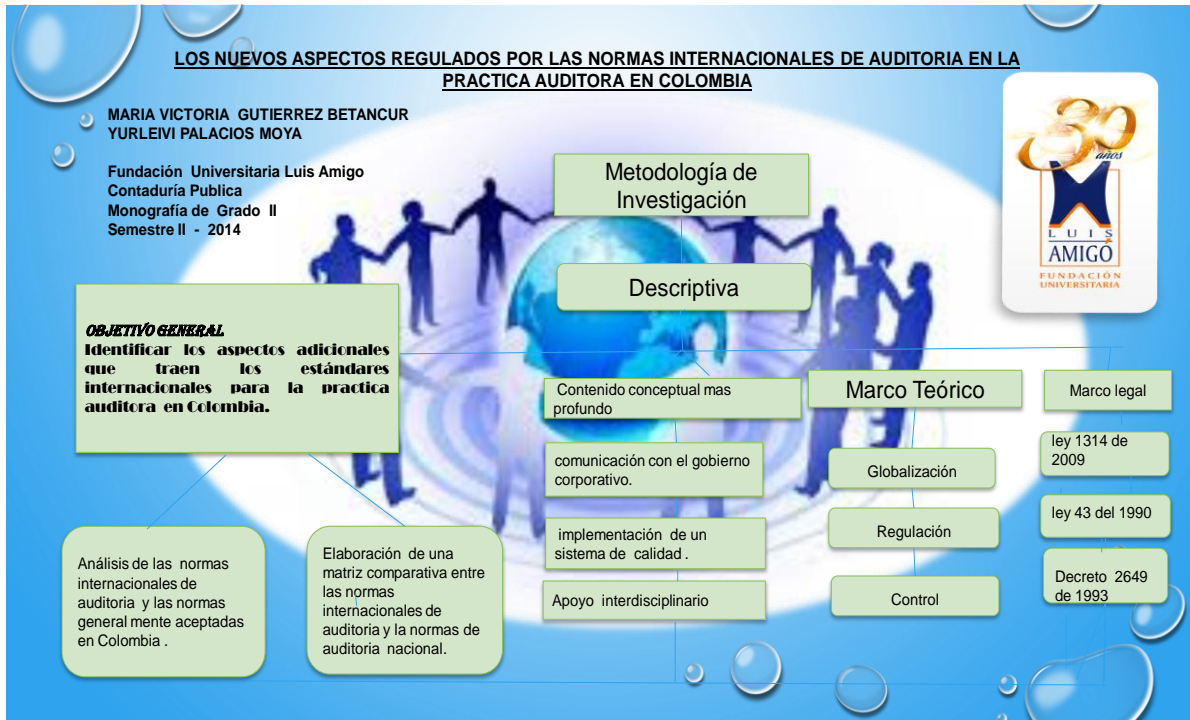 LOS NUEVOS ASPECTOS REGULADOS POR LAS NORMAS INTERNACIONALES DE AUDITORIA EN LA
PRACTICA AUDITORA EN COLOMBIA
MARIA VICTORIA GUTIERREZ BETANCUR
YURLEIVI PALACIOS MOYA
Fundación Universitaria Luis Amigo
Contaduría Publica
Monografía de Grado II
Semestre II - 2014
30
años
LUIS
AMIGÓ
FUNDACIÓN
UNIVERSITARIA
Metodología de
Investigación
Descriptiva
OBJETIVO GENERAL
Identificar los aspectos adicionales
que traen los estándares
internacionales para la practica
auditora en Colombia.
Análisis de las normas
internacionales de
auditoria y las normas
general mente aceptadas
en Colombia .
Elaboración de una
matriz comparativa entre
las normas
internacionales de
auditoria y la normas de
auditoria nacional.
Contenido conceptual mas
profundo
comunicación con el gobierno
corporativo.
implementación de un
sistema de calidad .
Apoyo interdisciplinario
Marco Teórico
Globalización
Regulación
Control
Marco legal
ley 1314 de
2009
ley 43 del 1990
Decreto 2649
de 1993